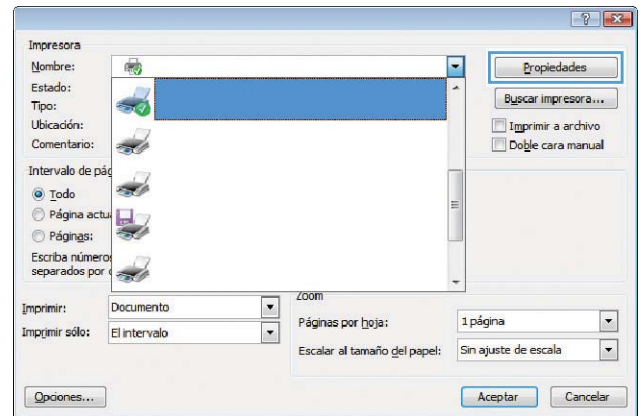 Impresora
Nombre:
Propiedades
Estado:
Buscar impresora...
Tipo:
Ubicación:
Imprimir a archivo
Comentario:
Doble cara manual
Intervalo de pág
Todo
Página actu
Páginas:
Escriba números
separados por
Zoom
Imprimir:
Documento
Páginas por hoja:
1 página
Imprimir sólo:
El intervalo
Escalar al tamaño del papel:
Sin ajuste de escala
Opciones...
Aceptar
Cancelar